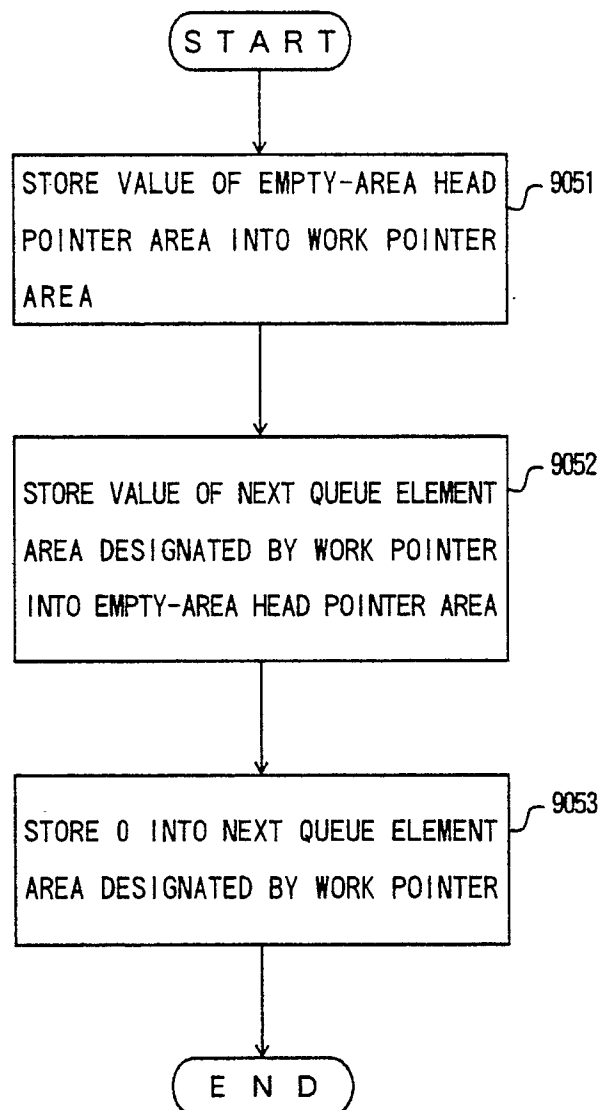 START
STORE VALUE OF EMPTY-AREA HEAD
POINTER AREA INTO WORK POINTER
AREA
9051
STORE VALUE OF NEXT QUEUE ELEMENT
AREA DESIGNATED BY WORK POINTER
INTO EMPTY-AREA HEAD POINTER AREA
9052
STORE 0 INTO NEXT QUEUE ELEMENT
AREA DESIGNATED BY WORK POINTER
9053
END